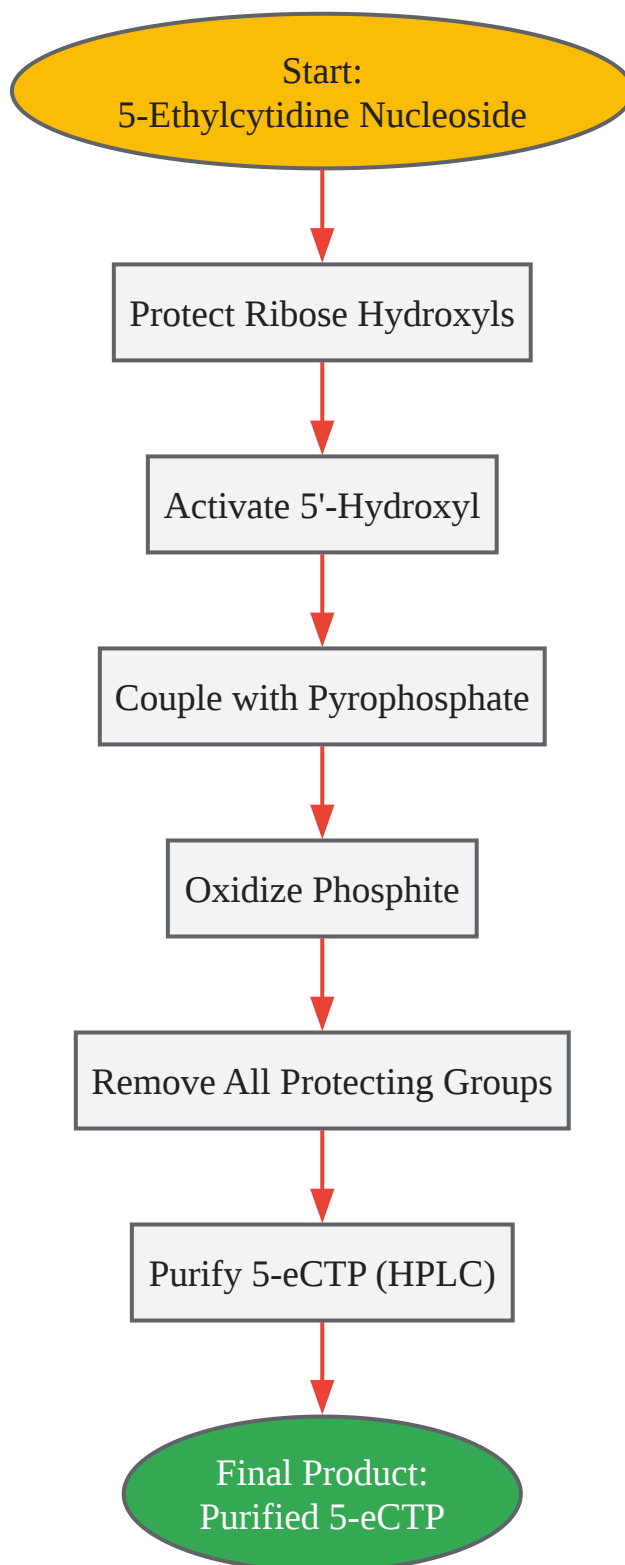 Start:
5-Ethylcytidine Nucleoside
Protect Ribose Hydroxyls
Activate 5'-Hydroxyl
Couple with Pyrophosphate
Oxidize Phosphite
Remove All Protecting Groups
Purify 5-eCTP (HPLC)
Final Product:
Purified 5-eCTP